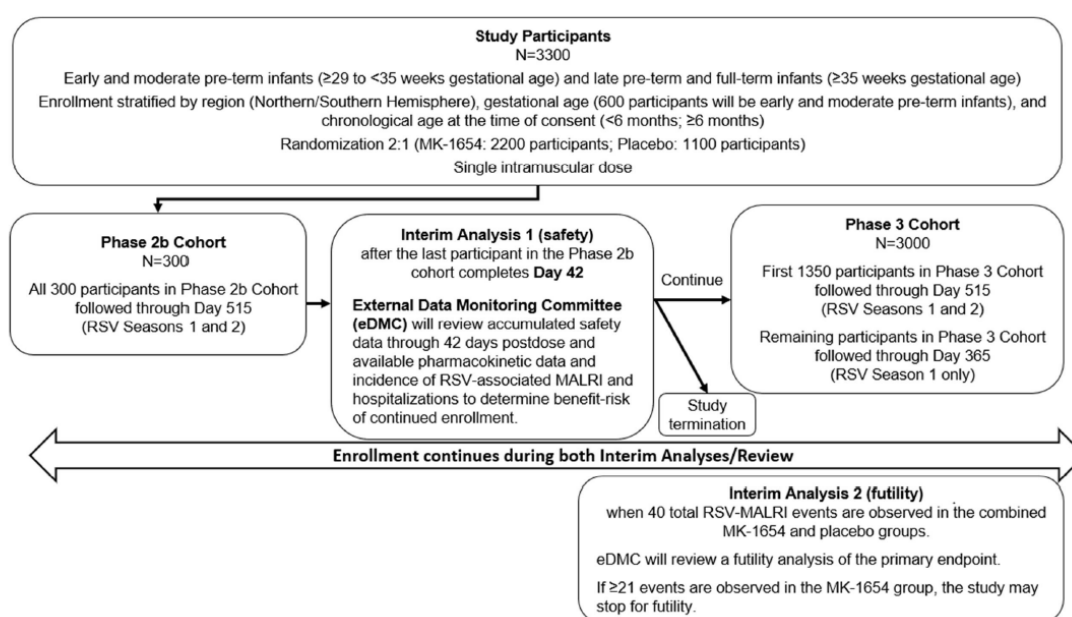 Study Participants
N=3300
Early and moderate pre-term infants (≥29 to <35 weeks gestational age) and late pre-term and full-term infants (≥35 weeks gestational age)
Enrollment stratified by region (Northern/Southern Hemisphere), gestational age (600 participants will be early and moderate pre-term infants), and
chronological age at the time of consent (<6 months; ≥6 months)
Randomization 2:1 (MK-1654: 2200 participants; Placebo: 1100 participants)
Single intramuscular dose
Phase 2b Cohort
N=300
All 300 participants in Phase 2b Cohort
followed through Day 515
(RSV Seasons 1 and 2)
Interim Analysis 1 (safety)
after the last participant in the Phase 2b
cohort completes Day 42
External Data Monitoring Committee
(eDMC) will review accumulated safety
data through 42 days postdose and
available pharmacokinetic data and
incidence of RSV-associated MALRI and
hospitalizations to determine benefit-risk
of continued enrollment.
Continue
Study
termination
Phase 3 Cohort
N=3000
First 1350 participants in Phase 3 Cohort
followed through Day 515
(RSV Seasons 1 and 2)
Remaining participants in Phase 3 Cohort
followed through Day 365
(RSV Season 1 only)
Enrollment continues during both Interim Analyses/Review
Interim Analysis 2 (futility)
when 40 total RSV-MALRI events are observed in the combined
MK-1654 and placebo groups.
eDMC will review a futility analysis of the primary endpoint.
If ≥21 events are observed in the MK-1654 group, the study may
stop for futility.